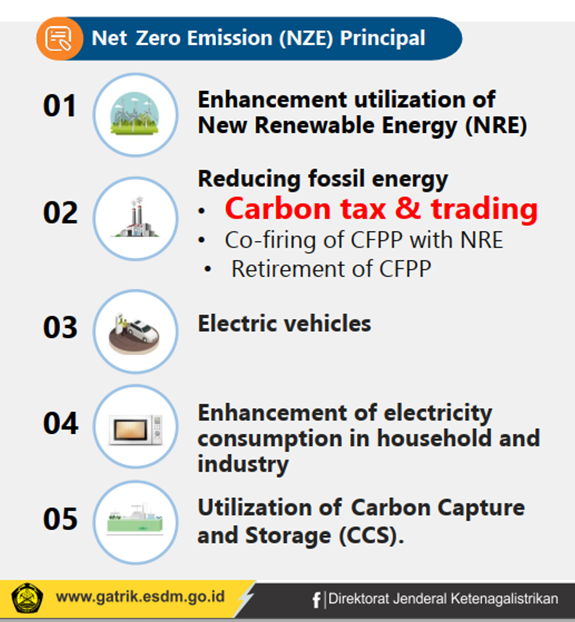 Net Zero Emission (NZE) Principal
01
Enhancement utilization of
New Renewable Energy (NRE)
02
Reducing fossil energy
• Carbon tax & trading
• Co-firing of CFPP with NRE
• Retirement of CFPP
03
Electric vehicles
04
Enhancement of electricity
consumption in household and
industry
05
Utilization of Carbon Capture
and Storage (CCS).
www.gatrik.esdm.go.id
f | Direktorat Jenderal Ketenagalistrikan